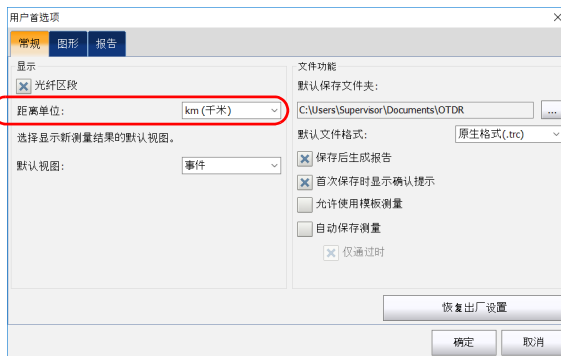 用户首选项
常规 图形 报告
显示
光纤区段
距离单位: km (千米)
选择显示新测量结果的默认视图。
默认视图: 事件
文件功能
默认保存文件夹:
C:\Users\Supervisor\Documents\OTDR ...
默认文件格式: 原生格式(.trc)
保存后生成报告
首次保存时显示确认提示
允许使用模板测量
自动保存测量
仅通过时
恢复出厂设置
确定 取消